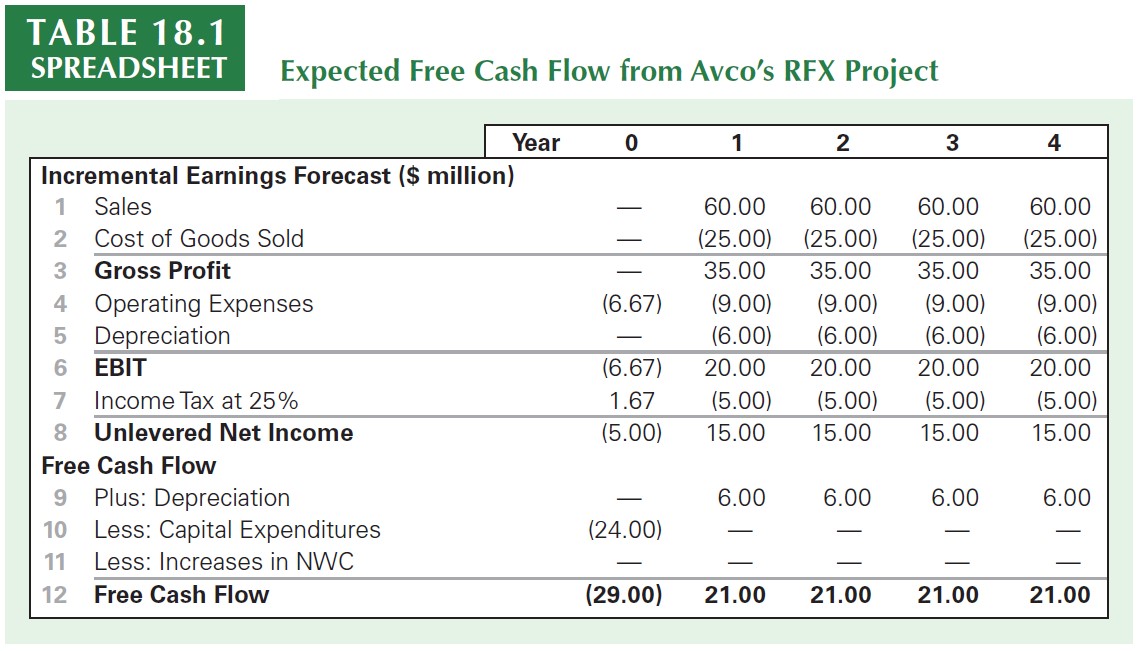 TABLE 18.1
SPREADSHEET
Expected Free Cash Flow from Avco's RFX Project
Year 0 1 2 3 4
Incremental Earnings Forecast ($ million)
1 Sales — 60.00 60.00 60.00 60.00
2 Cost of Goods Sold — (25.00) (25.00) (25.00) (25.00)
3 Gross Profit — 35.00 35.00 35.00 35.00
4 Operating Expenses (6.67) (9.00) (9.00) (9.00) (9.00)
5 Depreciation — (6.00) (6.00) (6.00) (6.00)
6 EBIT (6.67) 20.00 20.00 20.00 20.00
7 Income Tax at 25% 1.67 (5.00) (5.00) (5.00) (5.00)
8 Unlevered Net Income (5.00) 15.00 15.00 15.00 15.00
Free Cash Flow
9 Plus: Depreciation — 6.00 6.00 6.00 6.00
10 Less: Capital Expenditures (24.00) — — — —
11 Less: Increases in NWC — — — — —
12 Free Cash Flow (29.00) 21.00 21.00 21.00 21.00